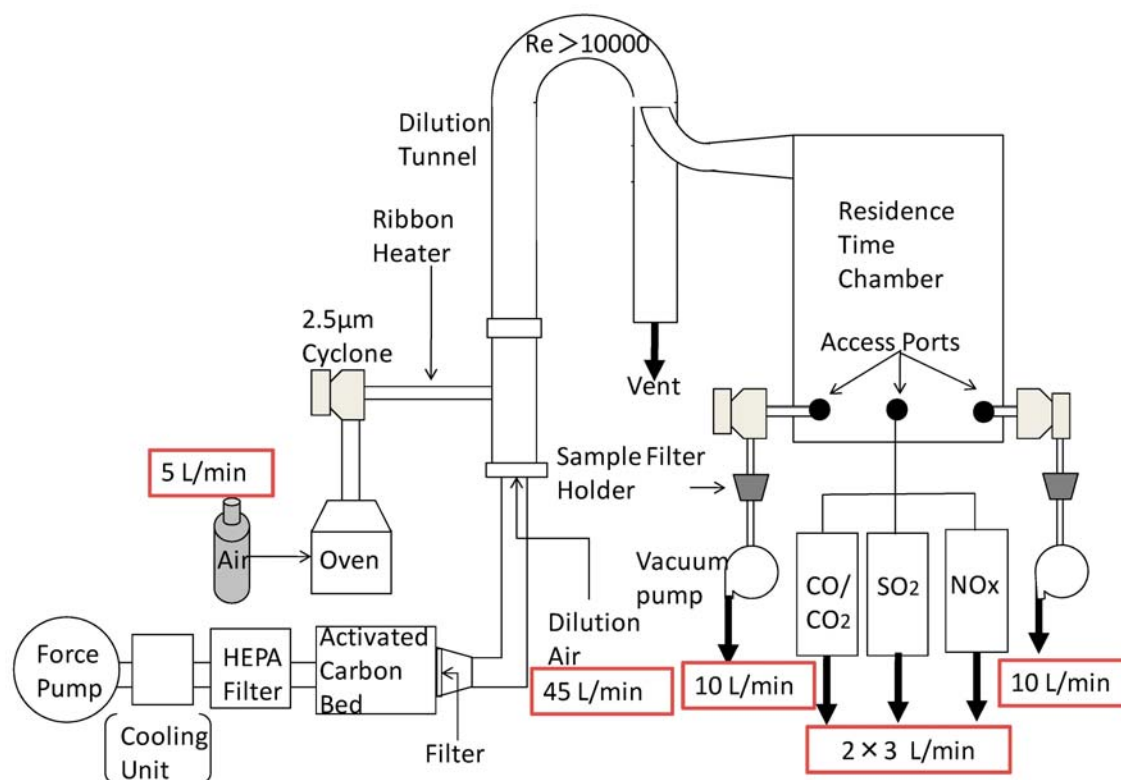 Re＞10000
Dilution
Tunnel
Ribbon
Heater
2.5μm
Cyclone
Residence
Time
Chamber
Access Ports
Vent
5 L/min
Sample Filter
Holder
Air
Oven
Vacuum
pump
CO/
CO2
SO2
NOx
Dilution
Air
45 L/min
10 L/min
10 L/min
2×3 L/min
Force
Pump
HEPA
Filter
Activated
Carbon
Bed
Cooling
Unit
Filter